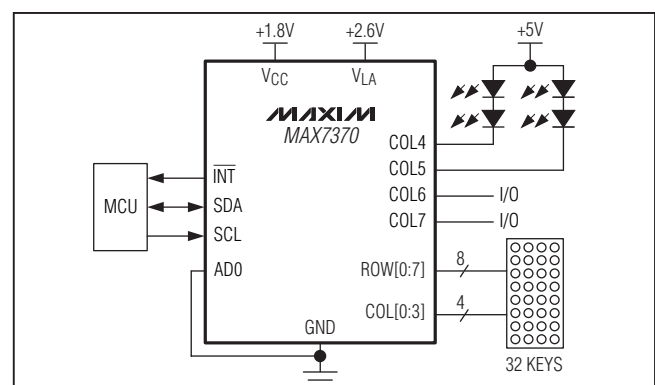 +1.8V
+2.6V
+5V
VCC
VLA
MAXIM
MAX7370
COL4
COL5
COL6
I/O
COL7
I/O
INT
SDA
SCL
AD0
MCU
ROW[0:7]
8
COL[0:3]
4
GND
32 KEYS